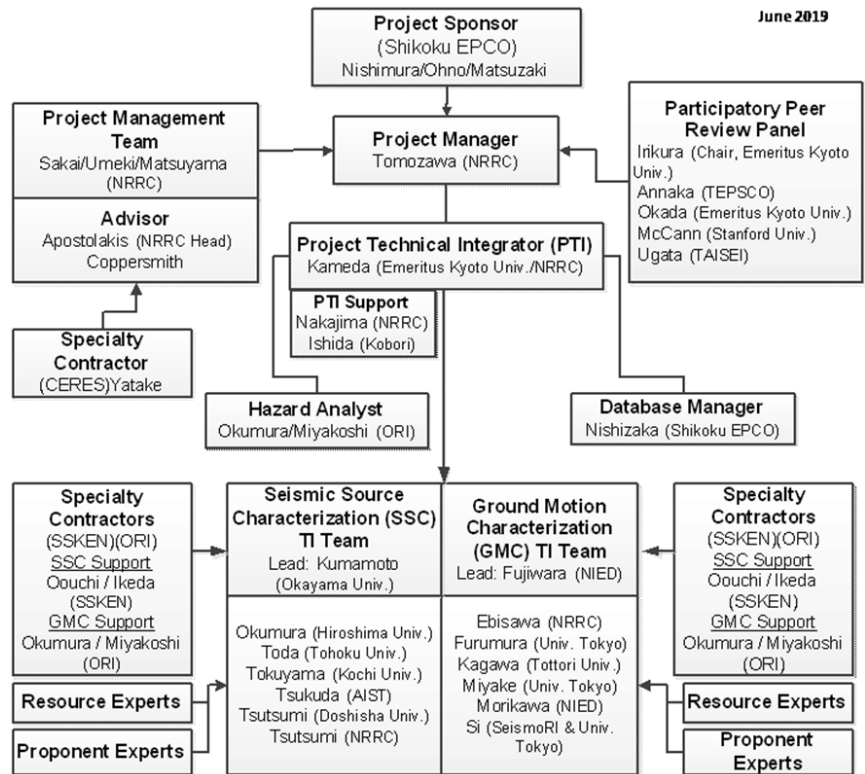 June 2019
Project Sponsor
(Shikoku EPCO)
Nishimura/Ohno/Matsuzaki
Project Management
Team
Sakai/Umeki/Matsuyama
(NRRC)
Advisor
Apostolakis (NRRC Head)
Coppersmith
Project Manager
Tomozawa (NRRC)
Participatory Peer
Review Panel
Irikura (Chair, Emeritus Kyoto
Univ.)
Annaka (TEPSCO)
Okada (Emeritus Kyoto Univ.)
McCann (Stanford Univ.)
Ugata (TAISEI)
Project Technical Integrator (PTI)
Kameda (Emeritus Kyoto Univ./NRRC)
PTI Support
Nakajima (NRRC)
Ishida (Kobori)
Specialty
Contractor
(CERES)Yatake
Hazard Analyst
Okumura/Miyakoshi (ORI)
Database Manager
Nishizaka (Shikoku EPCO)
Specialty
Contractors
(SSKEN)(ORI)
SSC Support
Oouchi / Ikeda
(SSKEN)
GMC Support
Okumura / Miyakoshi
(ORI)
Resource Experts
Proponent Experts
Seismic Source
Characterization (SSC)
TI Team
Lead: Kumamoto
(Okayama Univ.)
Okumura (Hiroshima Univ.)
Toda (Tohoku Univ.)
Tokuyama (Kochi Univ.)
Tsukuda (AIST)
Tsutsumi (Doshisha Univ.)
Tsutsumi (NRRC)
Ground Motion
Characterization
(GMC) TI Team
Lead: Fujiwara (NIED)
Ebisawa (NRRC)
Furumura (Univ. Tokyo)
Kagawa (Tottori Univ.)
Miyake (Univ. Tokyo)
Morikawa (NIED)
Si (SeismoRI & Univ.
Tokyo)
Specialty
Contractors
(SSKEN)(ORI)
SSC Support
Oouchi / Ikeda
(SSKEN)
GMC Support
Okumura / Miyakoshi
(ORI)
Resource Experts
Proponent
Experts